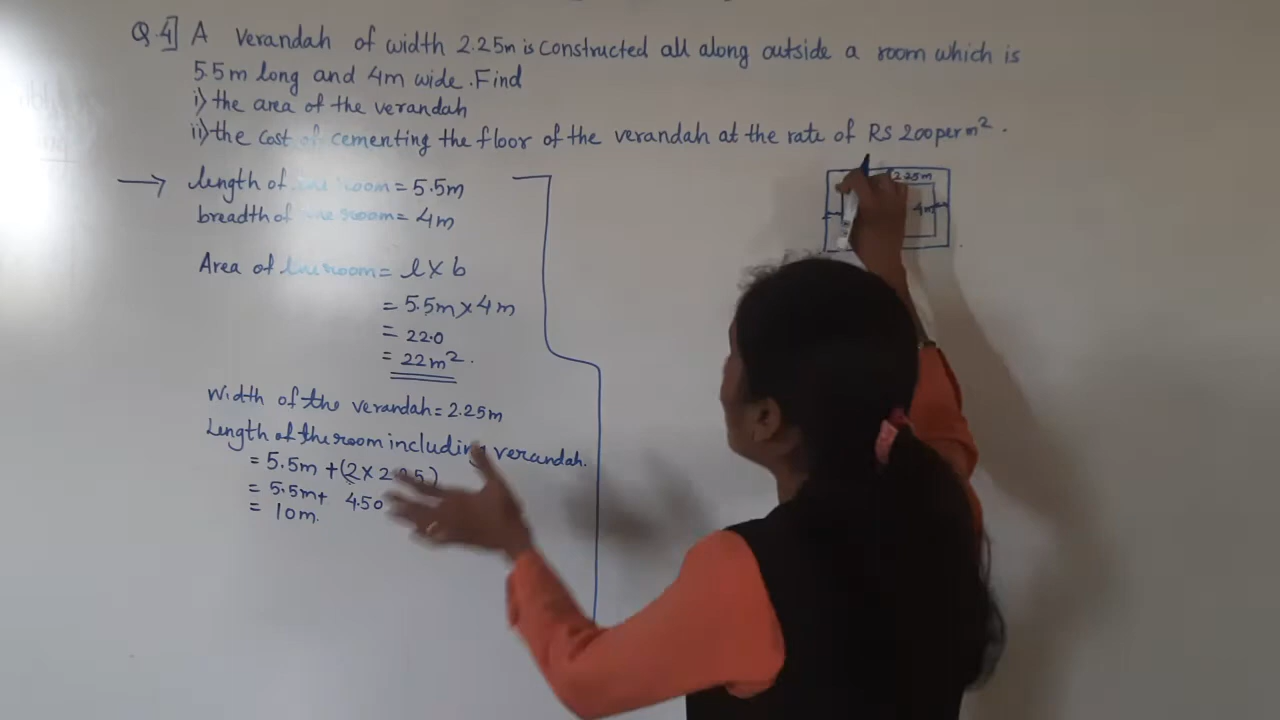 Q.4] A verandah of width 2.25m is constructed all along outside a room which is
5.5m long and 4m wide. Find
i) the area of the verandah
ii) the cost of cementing the floor of the verandah at the rate of RS 200 per m².
→ length of the room = 5.5m
breadth of the room = 4m
Area of the room = l x b
= 5.5m x 4m
= 22.0
= 22m².
Width of the verandah = 2.25m
Length of the room including verandah.
= 5.5m + (2 x 2.25)
= 5.5m + 4.50
= 10m.
2.25m
4m